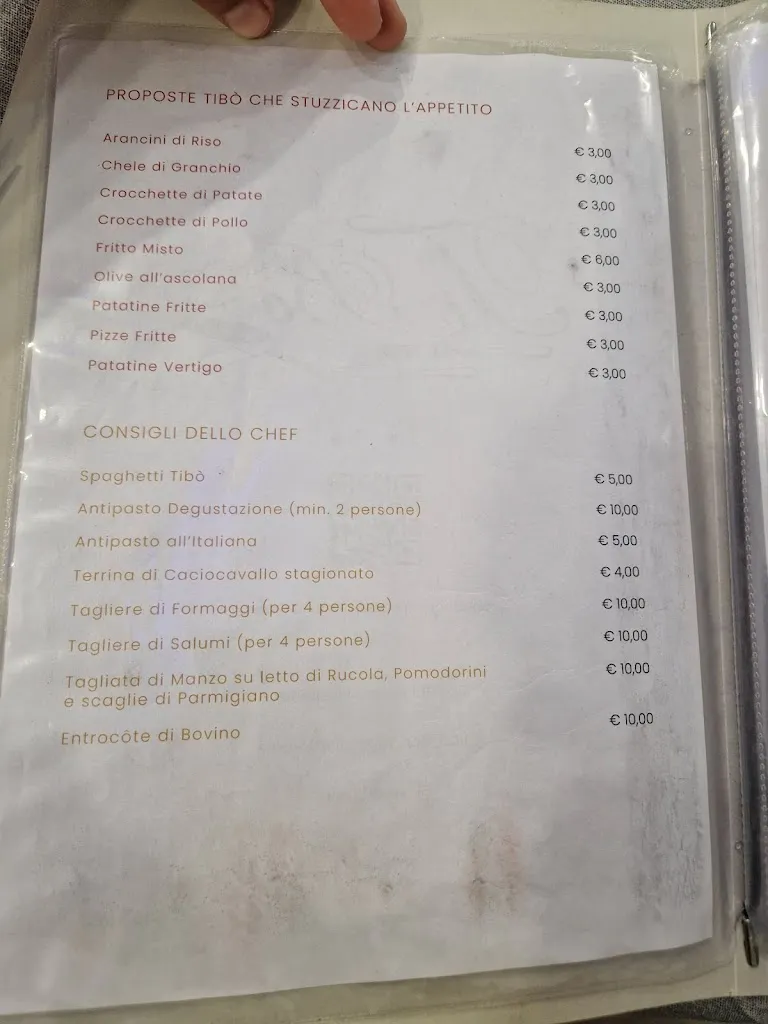 PROPOSTE TIBÒ CHE STUZZICANO L'APPETITO
Arancini di Riso € 3,00
Chele di Granchio € 3,00
Crocchette di Patate € 3,00
Crocchette di Pollo € 3,00
Fritto Misto € 6,00
Olive all'ascolana € 3,00
Patatine Fritte € 3,00
Pizze Fritte € 3,00
Patatine Vertigo € 3,00
CONSIGLI DELLO CHEF
Spaghetti Tibò € 5,00
Antipasto Degustazione (min. 2 persone) € 10,00
Antipasto all'Italiana € 5,00
Terrina di Caciocavallo stagionato € 4,00
Tagliere di Formaggi (per 4 persone) € 10,00
Tagliere di Salumi (per 4 persone) € 10,00
Tagliata di Manzo su letto di Rucola, Pomodorini € 10,00
e scaglie di Parmigiano
Entrocôte di Bovino € 10,00